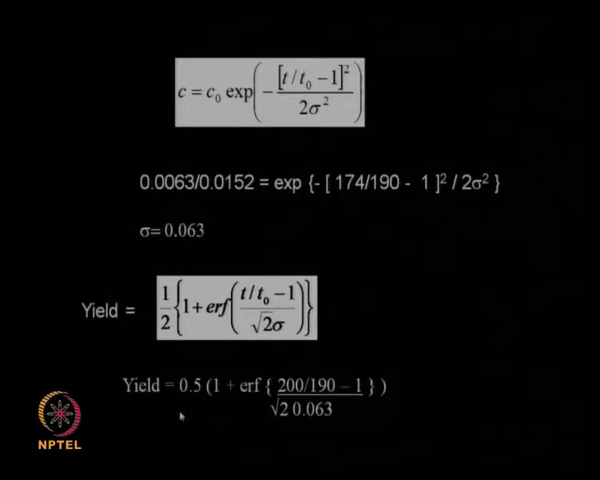 c = c₀ exp(−[t/t₀ −1]²/2σ²)
0.0063/0.0152 = exp {- [ 174/190 - 1 ]² / 2σ² }
σ= 0.063
Yield = 1/2{1+erf(t/t₀ −1/√2σ)}
Yield = 0.5 (1 + erf { 200/190 – 1 } )
√2 0.063
NPTEL